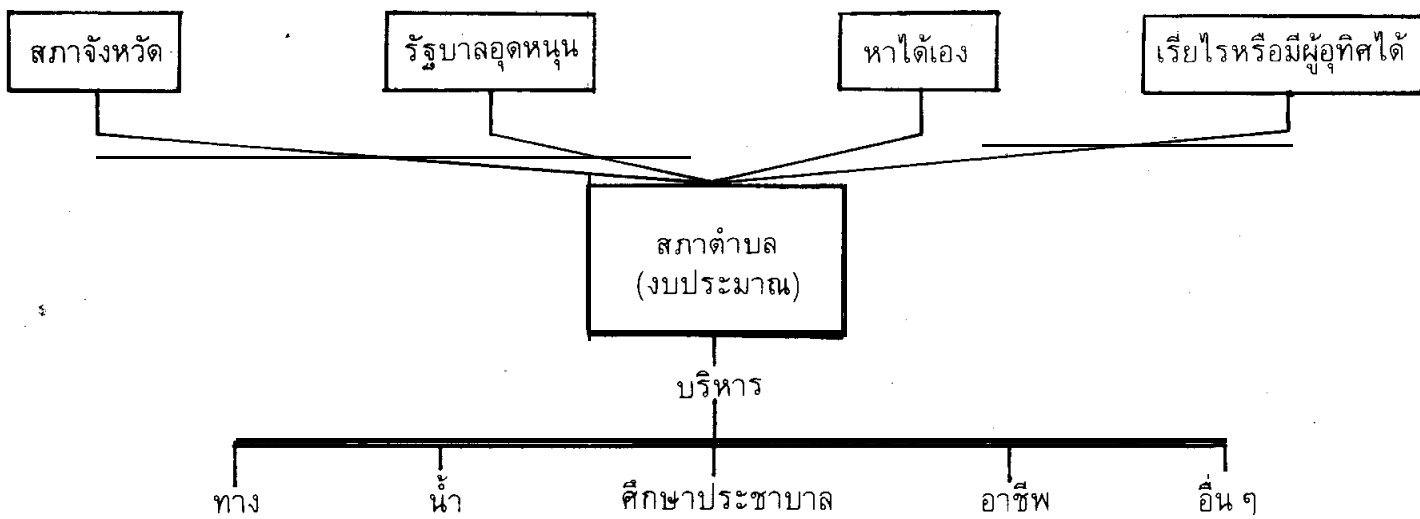 สภาจังหวัด
รัฐบาลอุดหนุน
หาได้เอง
เรี่ยไรหรือมีผู้อุทิศได้
สภาตำบล
(งบประมาณ)
บริหาร
ทาง
น้ำ
ศึกษาประชาบาล
อาชีพ
อื่น ๆ